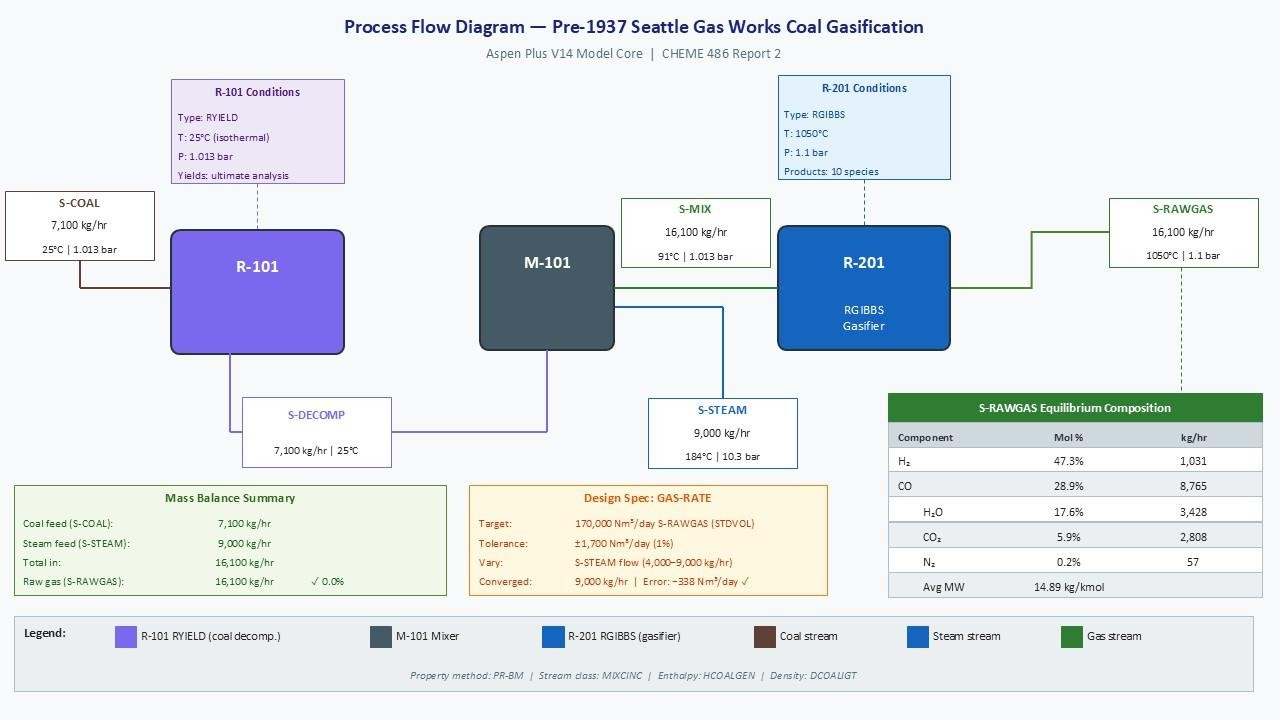 Process Flow Diagram — Pre-1937 Seattle Gas Works Coal Gasification
Aspen Plus V14 Model Core | CHEME 486 Report 2
R-101 Conditions
Type: RYIELD
T: 25°C (isothermal)
P: 1.013 bar
Yields: ultimate analysis
R-201 Conditions
Type: RGIBBS
T: 1050°C
P: 1.1 bar
Products: 10 species
S-COAL
7,100 kg/hr
25°C | 1.013 bar
R-101
M-101
S-MIX
16,100 kg/hr
91°C | 1.013 bar
R-201
RGIBBS
Gasifier
S-RAWGAS
16,100 kg/hr
1050°C | 1.1 bar
S-DECOMP
7,100 kg/hr | 25°C
S-STEAM
9,000 kg/hr
184°C | 10.3 bar
S-RAWGAS Equilibrium Composition
Component Mol % kg/hr
H₂ 47.3% 1,031
CO 28.9% 8,765
H₂O 17.6% 3,428
CO₂ 5.9% 2,808
N₂ 0.2% 57
Avg MW 14.89 kg/kmol
Mass Balance Summary
Coal feed (S-COAL): 7,100 kg/hr
Steam feed (S-STEAM): 9,000 kg/hr
Total in: 16,100 kg/hr
Raw gas (S-RAWGAS): 16,100 kg/hr ✓ 0.0%
Design Spec: GAS-RATE
Target: 170,000 Nm³/day S-RAWGAS (STDVOL)
Tolerance: ±1,700 Nm³/day (1%)
Vary: S-STEAM flow (4,000–9,000 kg/hr)
Converged: 9,000 kg/hr | Error: −338 Nm³/day ✓
Legend: R-101 RYIELD (coal decomp.) M-101 Mixer R-201 RGIBBS (gasifier) Coal stream Steam stream Gas stream
Property method: PR-BM | Stream class: MIXCINC | Enthalpy: HCOALGEN | Density: DCOALIGT